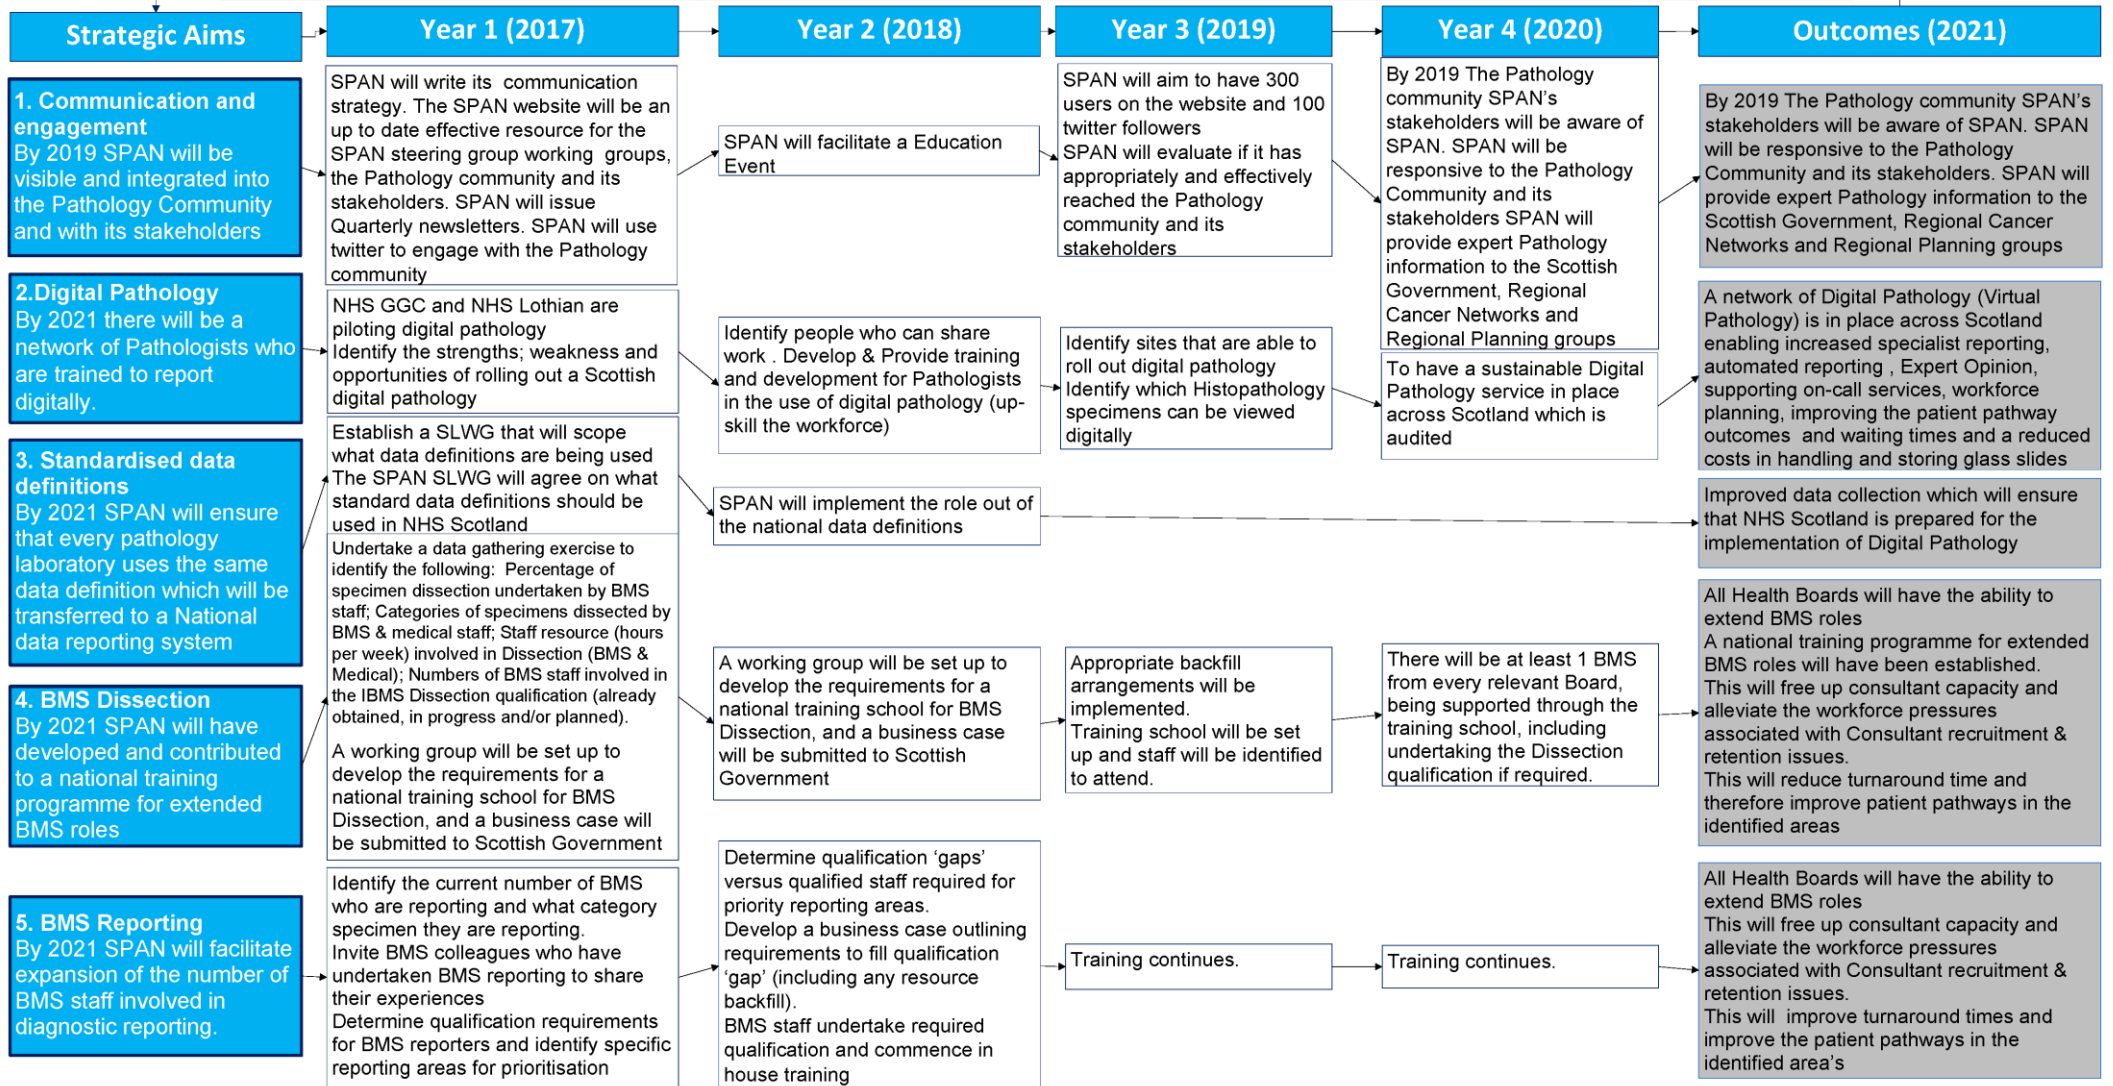 Strategic Aims
Year 1 (2017)
Year 2 (2018)
Year 3 (2019)
Year 4 (2020)
Outcomes (2021)
1. Communication and
engagement
By 2019 SPAN will be
visible and integrated into
the Pathology Community
and with its stakeholders
SPAN will write its communication
strategy. The SPAN website will be an
up to date effective resource for the
SPAN steering group working groups,
the Pathology community and its
stakeholders. SPAN will issue
Quarterly newsletters. SPAN will use
twitter to engage with the Pathology
community
SPAN will facilitate a Education
Event
SPAN will aim to have 300
users on the website and 100
twitter followers
SPAN will evaluate if it has
appropriately and effectively
reached the Pathology
community and its
stakeholders
By 2019 The Pathology
community SPAN's
stakeholders will be aware of
SPAN. SPAN will be
responsive to the Pathology
Community and its
stakeholders SPAN will
provide expert Pathology
information to the Scottish
Government, Regional
Cancer Networks and
Regional Planning groups
By 2019 The Pathology community SPAN's
stakeholders will be aware of SPAN. SPAN
will be responsive to the Pathology
Community and its stakeholders. SPAN will
provide expert Pathology information to the
Scottish Government, Regional Cancer
Networks and Regional Planning groups
2.Digital Pathology
By 2021 there will be a
network of Pathologists who
are trained to report
digitally.
NHS GGC and NHS Lothian are
piloting digital pathology
Identify the strengths; weakness and
opportunities of rolling out a Scottish
digital pathology
Identify people who can share
work . Develop & Provide training
and development for Pathologists
in the use of digital pathology (up-
skill the workforce)
Identify sites that are able to
roll out digital pathology
Identify which Histopathology
specimens can be viewed
digitally
To have a sustainable Digital
Pathology service in place
across Scotland which is
audited
A network of Digital Pathology (Virtual
Pathology) is in place across Scotland
enabling increased specialist reporting,
automated reporting , Expert Opinion,
supporting on-call services, workforce
planning, improving the patient pathway
outcomes and waiting times and a reduced
costs in handling and storing glass slides
3. Standardised data
definitions
By 2021 SPAN will ensure
that every pathology
laboratory uses the same
data definition which will be
transferred to a National
data reporting system
Establish a SLWG that will scope
what data definitions are being used
The SPAN SLWG will agree on what
standard data definitions should be
used in NHS Scotland
SPAN will implement the role out of
the national data definitions
Improved data collection which will ensure
that NHS Scotland is prepared for the
implementation of Digital Pathology
4. BMS Dissection
By 2021 SPAN will have
developed and contributed
to a national training
programme for extended
BMS roles
Undertake a data gathering exercise to
identify the following: Percentage of
specimen dissection undertaken by BMS
staff; Categories of specimens dissected by
BMS & medical staff; Staff resource (hours
per week) involved in Dissection (BMS &
Medical); Numbers of BMS staff involved in
the IBMS Dissection qualification (already
obtained, in progress and/or planned).
A working group will be set up to
develop the requirements for a
national training school for BMS
Dissection, and a business case will
be submitted to Scottish Government
A working group will be set up to
develop the requirements for a
national training school for BMS
Dissection, and a business case
will be submitted to Scottish
Government
Appropriate backfill
arrangements will be
implemented.
Training school will be set
up and staff will be identified
to attend.
There will be at least 1 BMS
from every relevant Board,
being supported through the
training school, including
undertaking the Dissection
qualification if required.
All Health Boards will have the ability to
extend BMS roles
A national training programme for extended
BMS roles will have been established.
This will free up consultant capacity and
alleviate the workforce pressures
associated with Consultant recruitment &
retention issues.
This will reduce turnaround time and
therefore improve patient pathways in the
identified areas
5. BMS Reporting
By 2021 SPAN will facilitate
expansion of the number of
BMS staff involved in
diagnostic reporting.
Identify the current number of BMS
who are reporting and what category
specimen they are reporting.
Invite BMS colleagues who have
undertaken BMS reporting to share
their experiences
Determine qualification requirements
for BMS reporters and identify specific
reporting areas for prioritisation
Determine qualification ‘gaps’
versus qualified staff required for
priority reporting areas.
Develop a business case outlining
requirements to fill qualification
‘gap’ (including any resource
backfill).
BMS staff undertake required
qualification and commence in
house training
Training continues.
Training continues.
All Health Boards will have the ability to
extend BMS roles
This will free up consultant capacity and
alleviate the workforce pressures
associated with Consultant recruitment &
retention issues.
This will improve turnaround times and
improve the patient pathways in the
identified area's